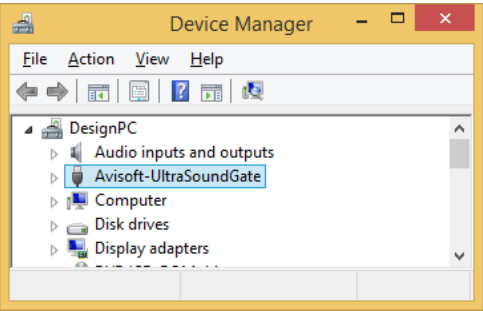 Device Manager
File Action View Help
DesignPC
Audio inputs and outputs
Avisoft-UltraSoundGate
Computer
Disk drives
Display adapters